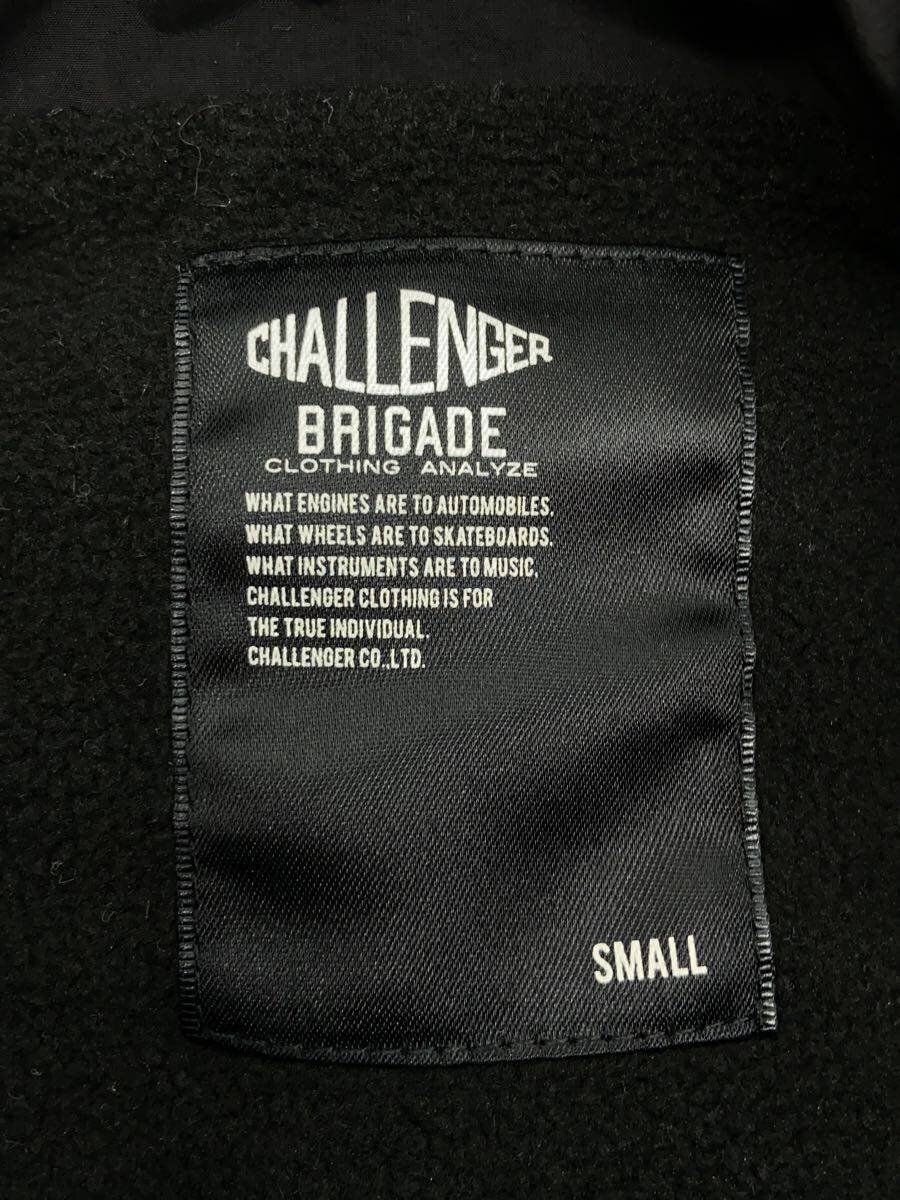 CHALLENGER
BRIGADE
CLOTHING ANALYZE
WHAT ENGINES ARE TO AUTOMOBILES.
WHAT WHEELS ARE TO SKATEBOARDS.
WHAT INSTRUMENTS ARE TO MUSIC.
CHALLENGER CLOTHING IS FOR
THE TRUE INDIVIDUAL.
CHALLENGER CO.,LTD.
SMALL